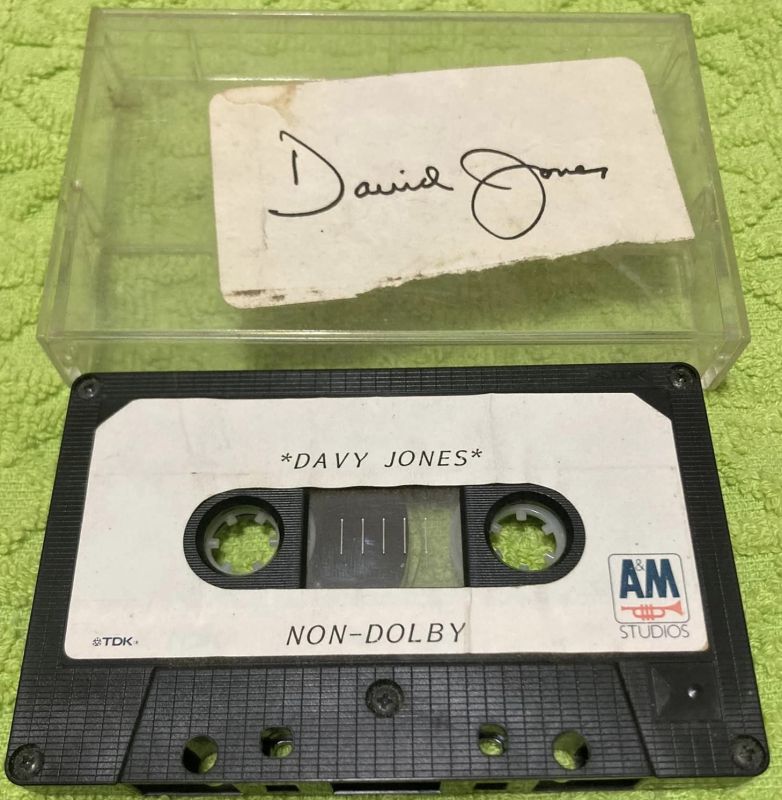 David Jones
*DAVY JONES*
NON-DOLBY
TDK
A&M
STUDIOS